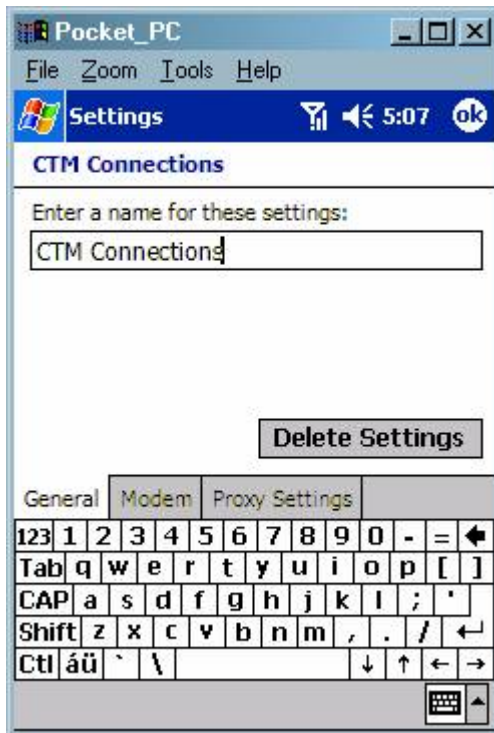 Pocket_PC
File Zoom Tools Help
Settings 5:07 ok
CTM Connections
Enter a name for these settings:
CTM Connections
Delete Settings
General Modem Proxy Settings
123 1 2 3 4 5 6 7 8 9 0 - =
Tab q w e r t y u i o p [ ]
CAP a s d f g h j k l ; '
Shift z x c v b n m , . /
Ctl áü ` \